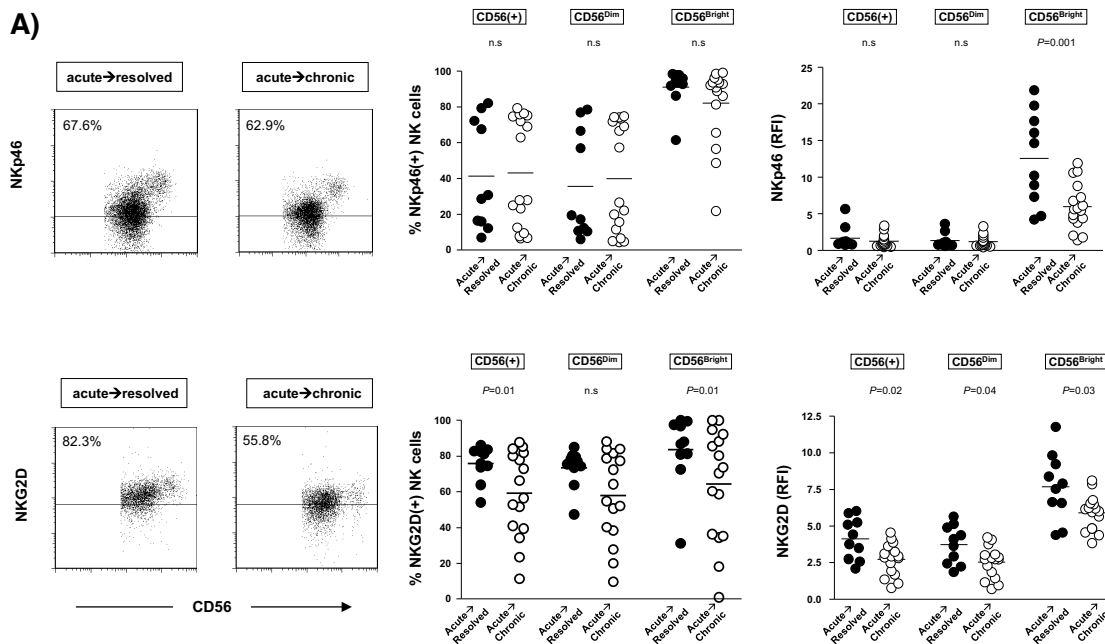 A)
acute→resolved
acute→chronic
67.6%
62.9%
NKp46
CD56(+)
CD56Dim
CD56Bright
n.s
n.s
n.s
% NKp46(+) NK cells
100
80
60
40
20
0
Acute→
Resolved
Acute→
Chronic
Acute→
Resolved
Acute→
Chronic
Acute→
Resolved
Acute→
Chronic
CD56(+)
CD56Dim
CD56Bright
n.s
n.s
P=0.001
NKp46 (RFI)
25
20
15
10
5
0
Acute→
Resolved
Acute→
Chronic
Acute→
Resolved
Acute→
Chronic
Acute→
Resolved
Acute→
Chronic
acute→resolved
acute→chronic
82.3%
55.8%
NKG2D
CD56
CD56(+)
CD56Dim
CD56Bright
P=0.01
n.s
P=0.01
% NKG2D(+) NK cells
100
80
60
40
20
0
Acute→
Resolved
Acute→
Chronic
Acute→
Resolved
Acute→
Chronic
Acute→
Resolved
Acute→
Chronic
CD56(+)
CD56Dim
CD56Bright
P=0.02
P=0.04
P=0.03
NKG2D (RFI)
12.5
10.0
7.5
5.0
2.5
0.0
Acute→
Resolved
Acute→
Chronic
Acute→
Resolved
Acute→
Chronic
Acute→
Resolved
Acute→
Chronic